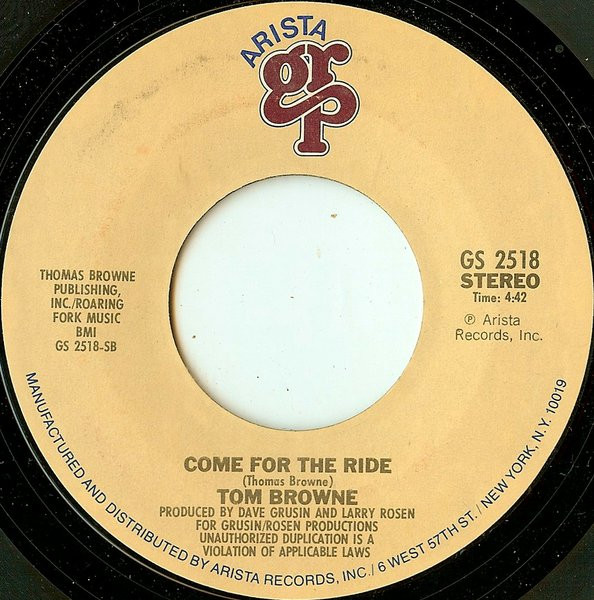 ARISTA
grp
THOMAS BROWNE
PUBLISHING,
INC./ROARING
FORK MUSIC
BMI
GS 2518-SB
GS 2518
STEREO
Time: 4:42
℗ Arista
Records, Inc.
COME FOR THE RIDE
(Thomas Browne)
TOM BROWNE
PRODUCED BY DAVE GRUSIN AND LARRY ROSEN
FOR GRUSIN/ROSEN PRODUCTIONS
UNAUTHORIZED DUPLICATION IS A
VIOLATION OF APPLICABLE LAWS
MANUFACTURED AND DISTRIBUTED BY ARISTA RECORDS, INC./6 WEST 57TH ST./NEW YORK, N.Y. 10019